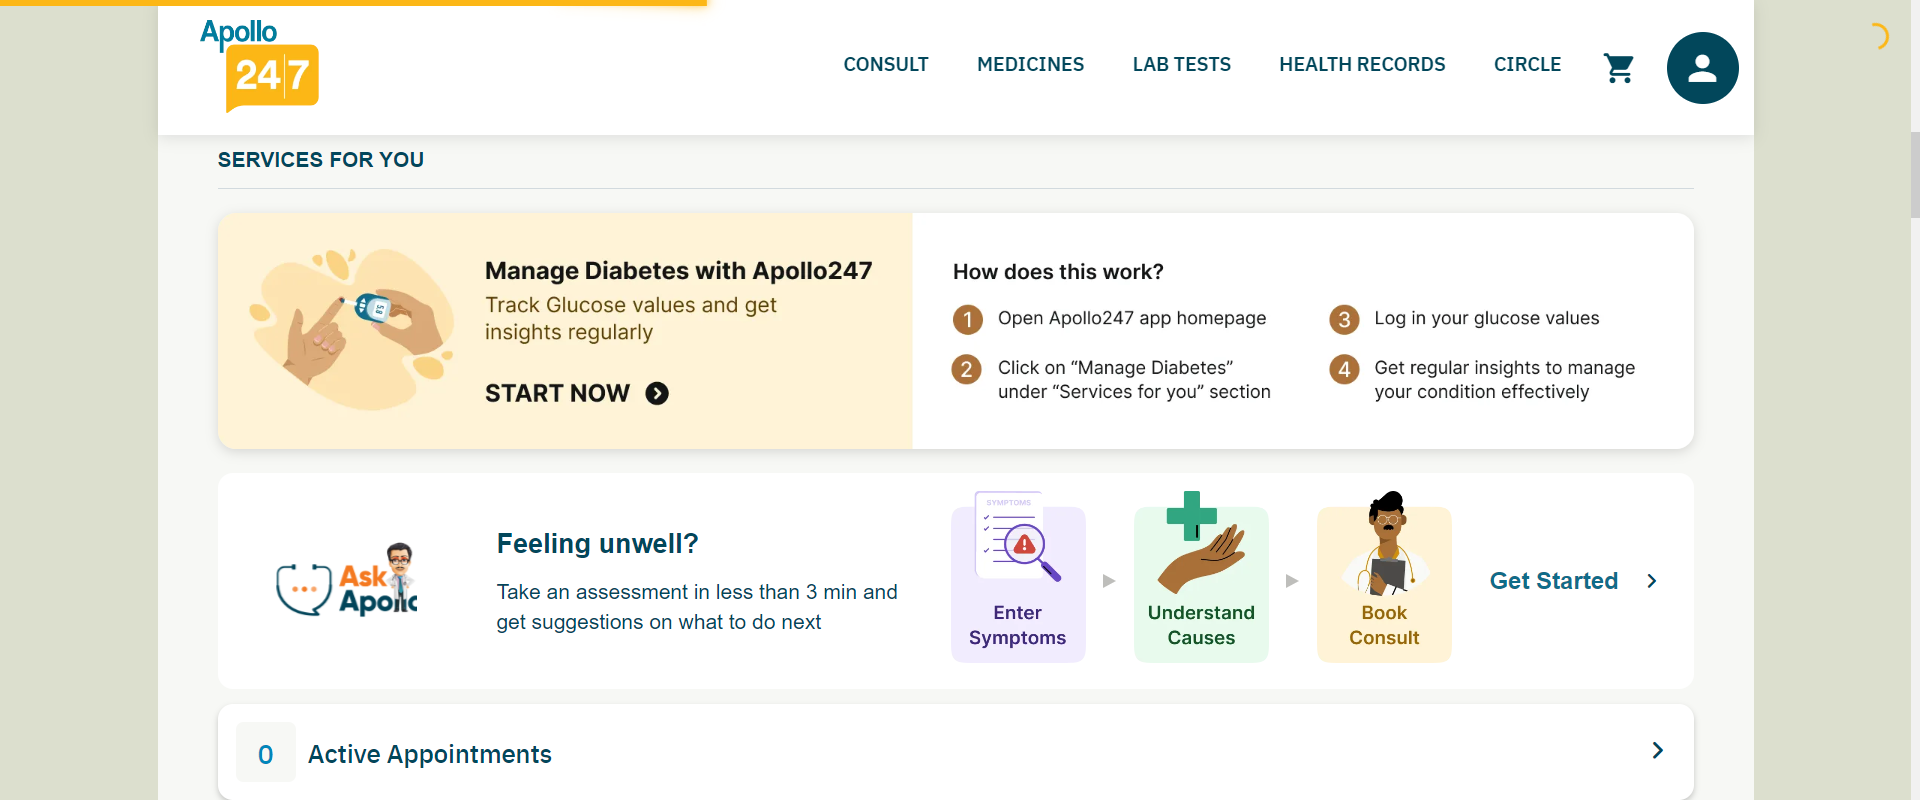 Apollo
24|7
CONSULT
MEDICINES
LAB TESTS
HEALTH RECORDS
CIRCLE
SERVICES FOR YOU
Manage Diabetes with Apollo247
Track Glucose values and get
insights regularly
START NOW
How does this work?
1 Open Apollo247 app homepage
2 Click on “Manage Diabetes”
under “Services for you” section
3 Log in your glucose values
4 Get regular insights to manage
your condition effectively
Ask
Apollo
Feeling unwell?
Take an assessment in less than 3 min and
get suggestions on what to do next
SYMPTOMS
Enter
Symptoms
Understand
Causes
Book
Consult
Get Started
0 Active Appointments